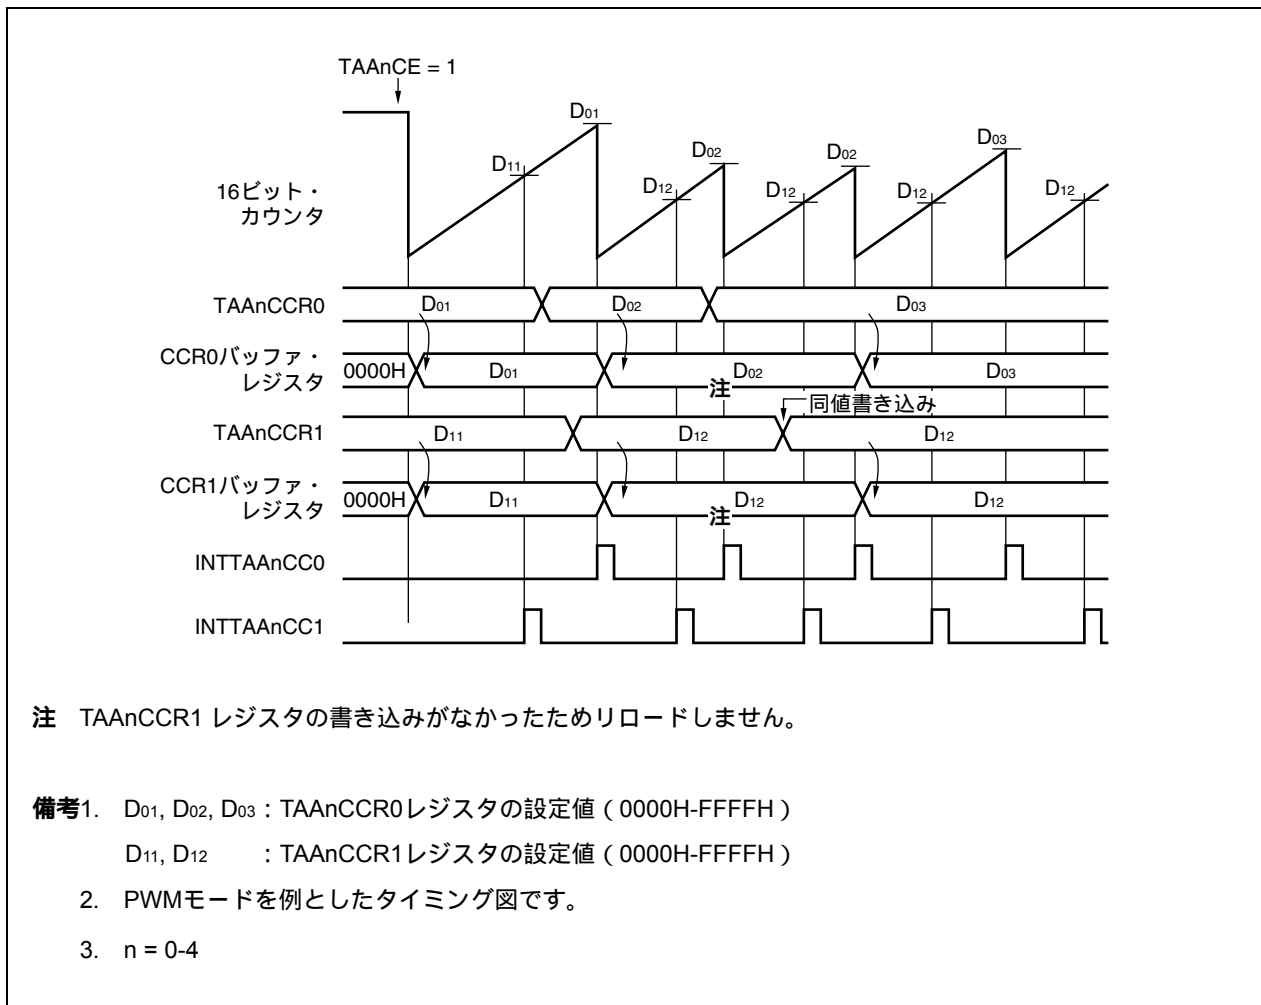 TAAnCE = 1
D01
D11
D02
D12
D02
D12
D03
D12
D12
16ビット・
カウンタ
TAAnCCR0
D01
D02
D03
CCR0バッファ・
レジスタ
0000H
D01
D02
注
D03
同値書き込み
TAAnCCR1
D11
D12
D12
CCR1バッファ・
レジスタ
0000H
D11
D12
注
D12
INTTAAnCC0
INTTAAnCC1
注 TAAnCCR1 レジスタの書き込みがなかったためリロードしません。
備考1. D01, D02, D03 : TAAnCCR0レジスタの設定値（0000H-FFFFH）
D11, D12 : TAAnCCR1レジスタの設定値（0000H-FFFFH）
2. PWMモードを例としたタイミング図です。
3. n = 0-4